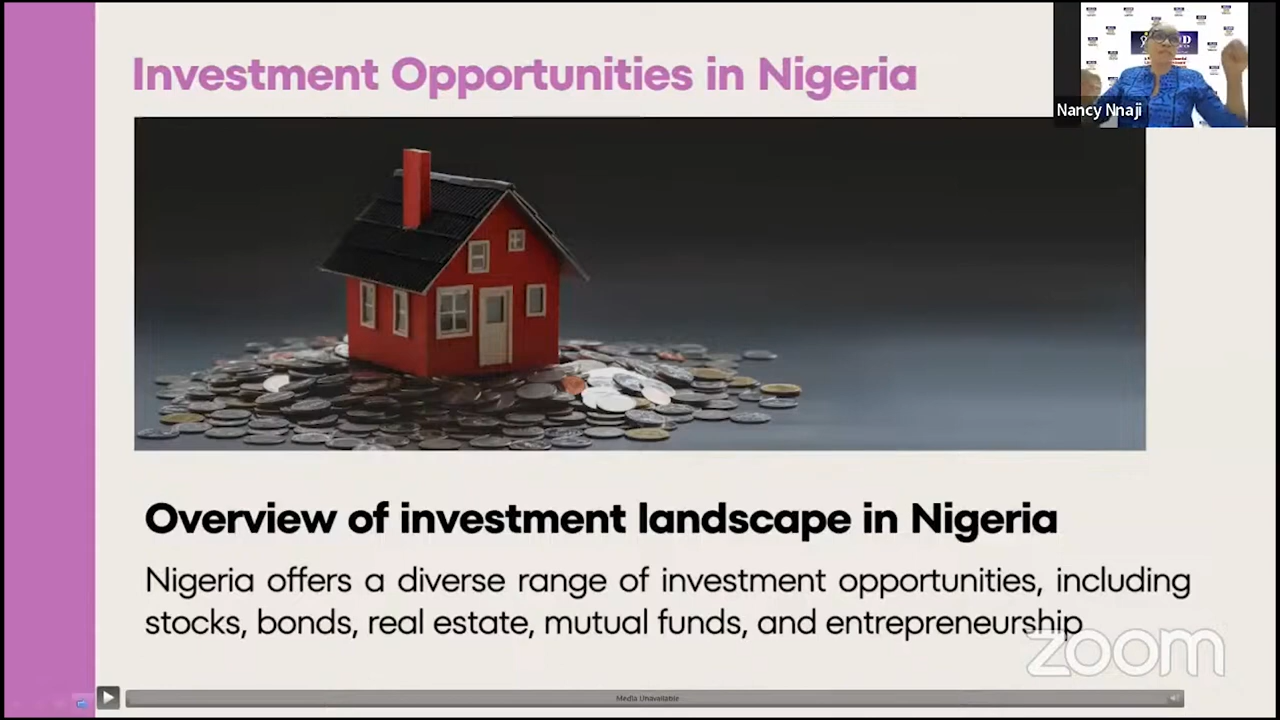 Investment Opportunities in Nigeria
Nancy Nnaji
Overview of investment landscape in Nigeria
Nigeria offers a diverse range of investment opportunities, including
stocks, bonds, real estate, mutual funds, and entrepreneurship
zoom
Media Unavailable